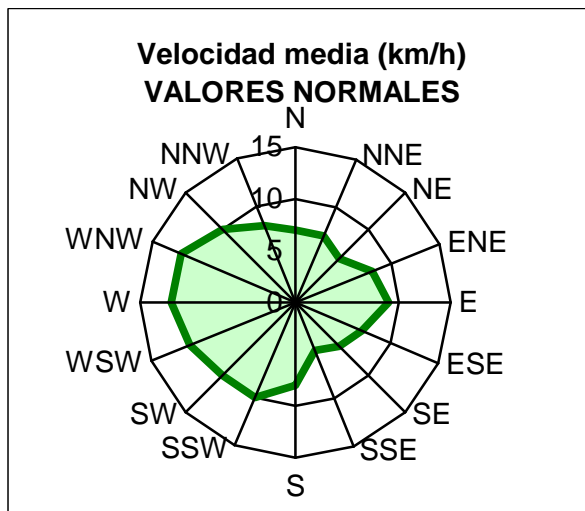 Velocidad media (km/h)
VALORES NORMALES
N
NNW
15
NNE
NW
10
NE
WNW
5
ENE
W
0
E
WSW
ESE
SW
SE
SSW
SSE
S